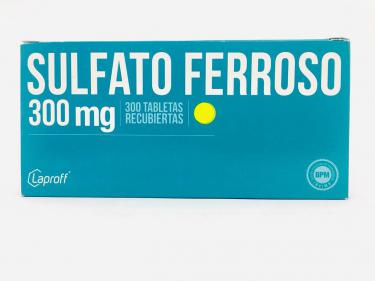 SULFATO FERROSO
300 mg
300 TABLETAS
RECUBIERTAS
Laproff
BPM